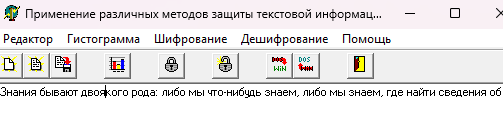 Применение различных методов защиты текстовой информац...
Редактор Гистограмма Шифрование Дешифрование Помощь
DOS WIN DOS WIN
Знания бывают двоякого рода: либо мы что-нибудь знаем, либо мы знаем, где найти сведения об